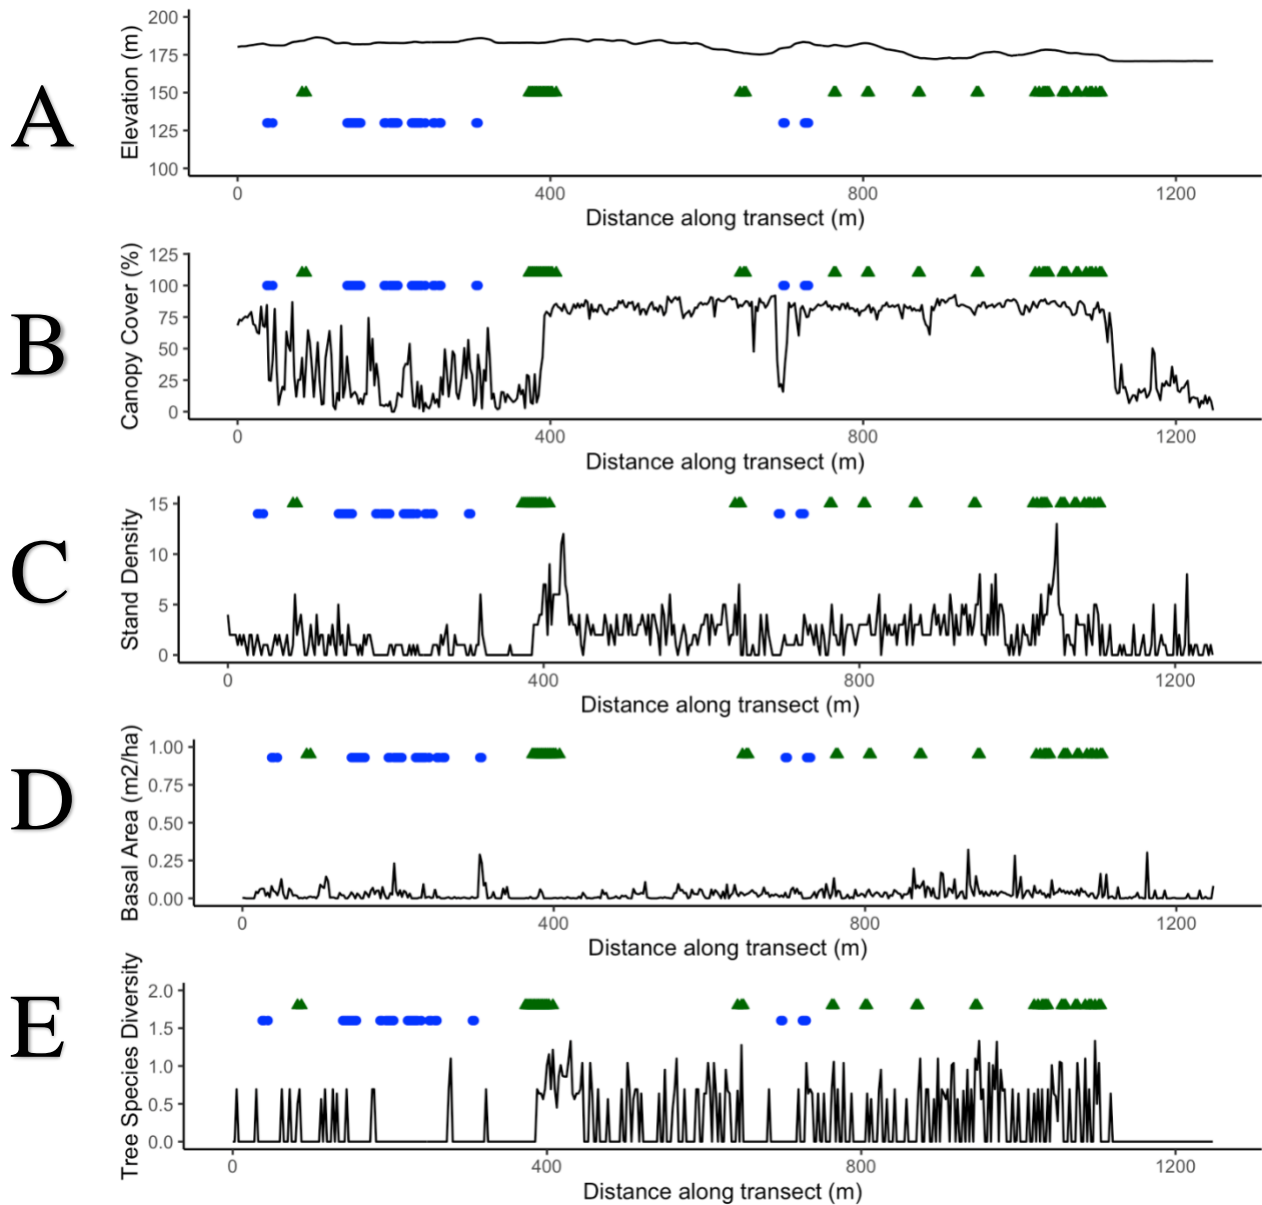 A
Elevation (m)
200
175
150
125
100
0 400 800 1200
Distance along transect (m)
B
Canopy Cover (%)
125
100
75
50
25
0
0 400 800 1200
Distance along transect (m)
C
Stand Density
15
10
5
0
0 400 800 1200
Distance along transect (m)
D
Basal Area (m2/ha)
1.00
0.75
0.50
0.25
0.00
0 400 800 1200
Distance along transect (m)
E
Tree Species Diversity
2.0
1.5
1.0
0.5
0.0
0 400 800 1200
Distance along transect (m)